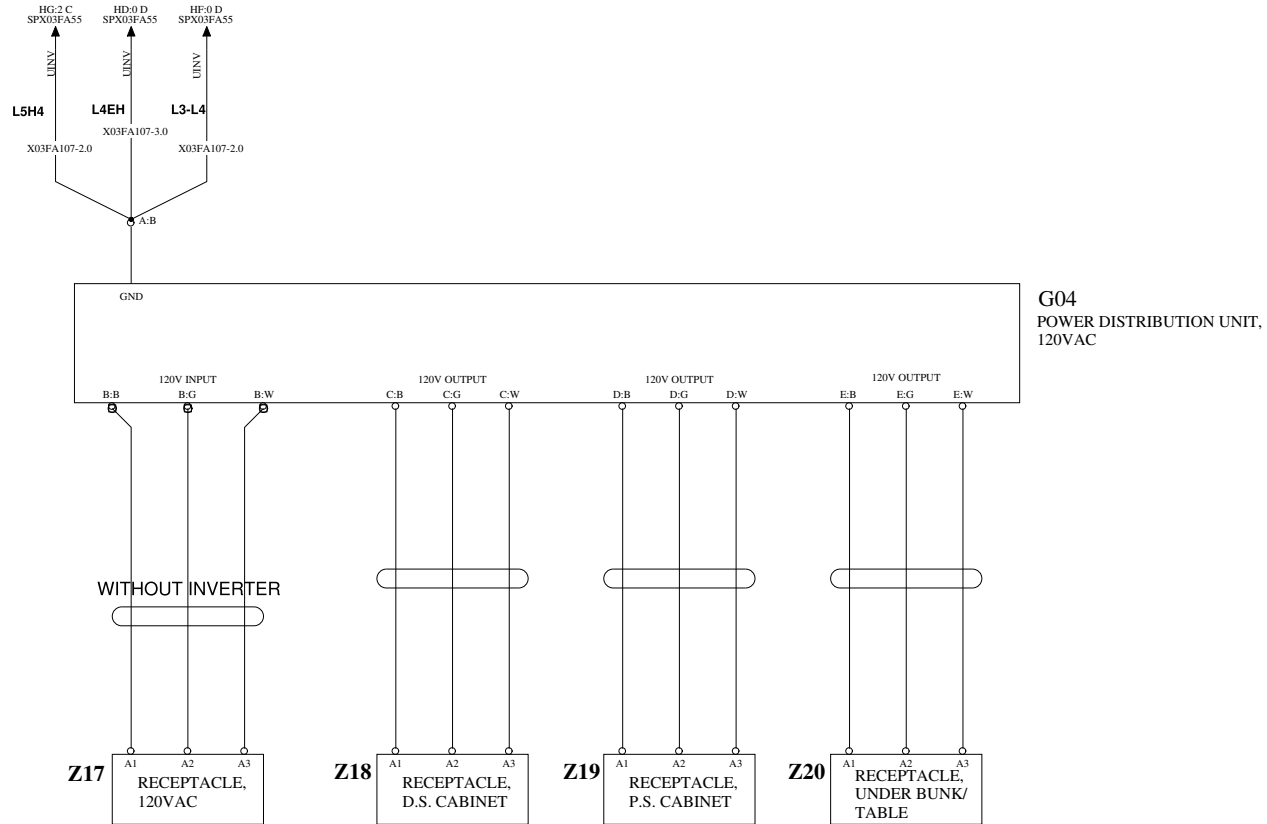 HG:2 C HD:0 D HF:0 D
SPX03FA55 SPX03FA55 SPX03FA55
UINV UINV UINV
L5H4 L4EH L3-L4
X03FA107-3.0
X03FA107-2.0 X03FA107-2.0
A:B
GND
G04
POWER DISTRIBUTION UNIT,
120VAC
120V INPUT 120V OUTPUT 120V OUTPUT 120V OUTPUT
B:B B:G B:W C:B C:G C:W D:B D:G D:W E:B E:G E:W
WITHOUT INVERTER
Z17 A1 A2 A3
RECEPTACLE,
120VAC
Z18 A1 A2 A3
RECEPTACLE,
D.S. CABINET
Z19 A1 A2 A3
RECEPTACLE,
P.S. CABINET
Z20 A1 A2 A3
RECEPTACLE,
UNDER BUNK/
TABLE